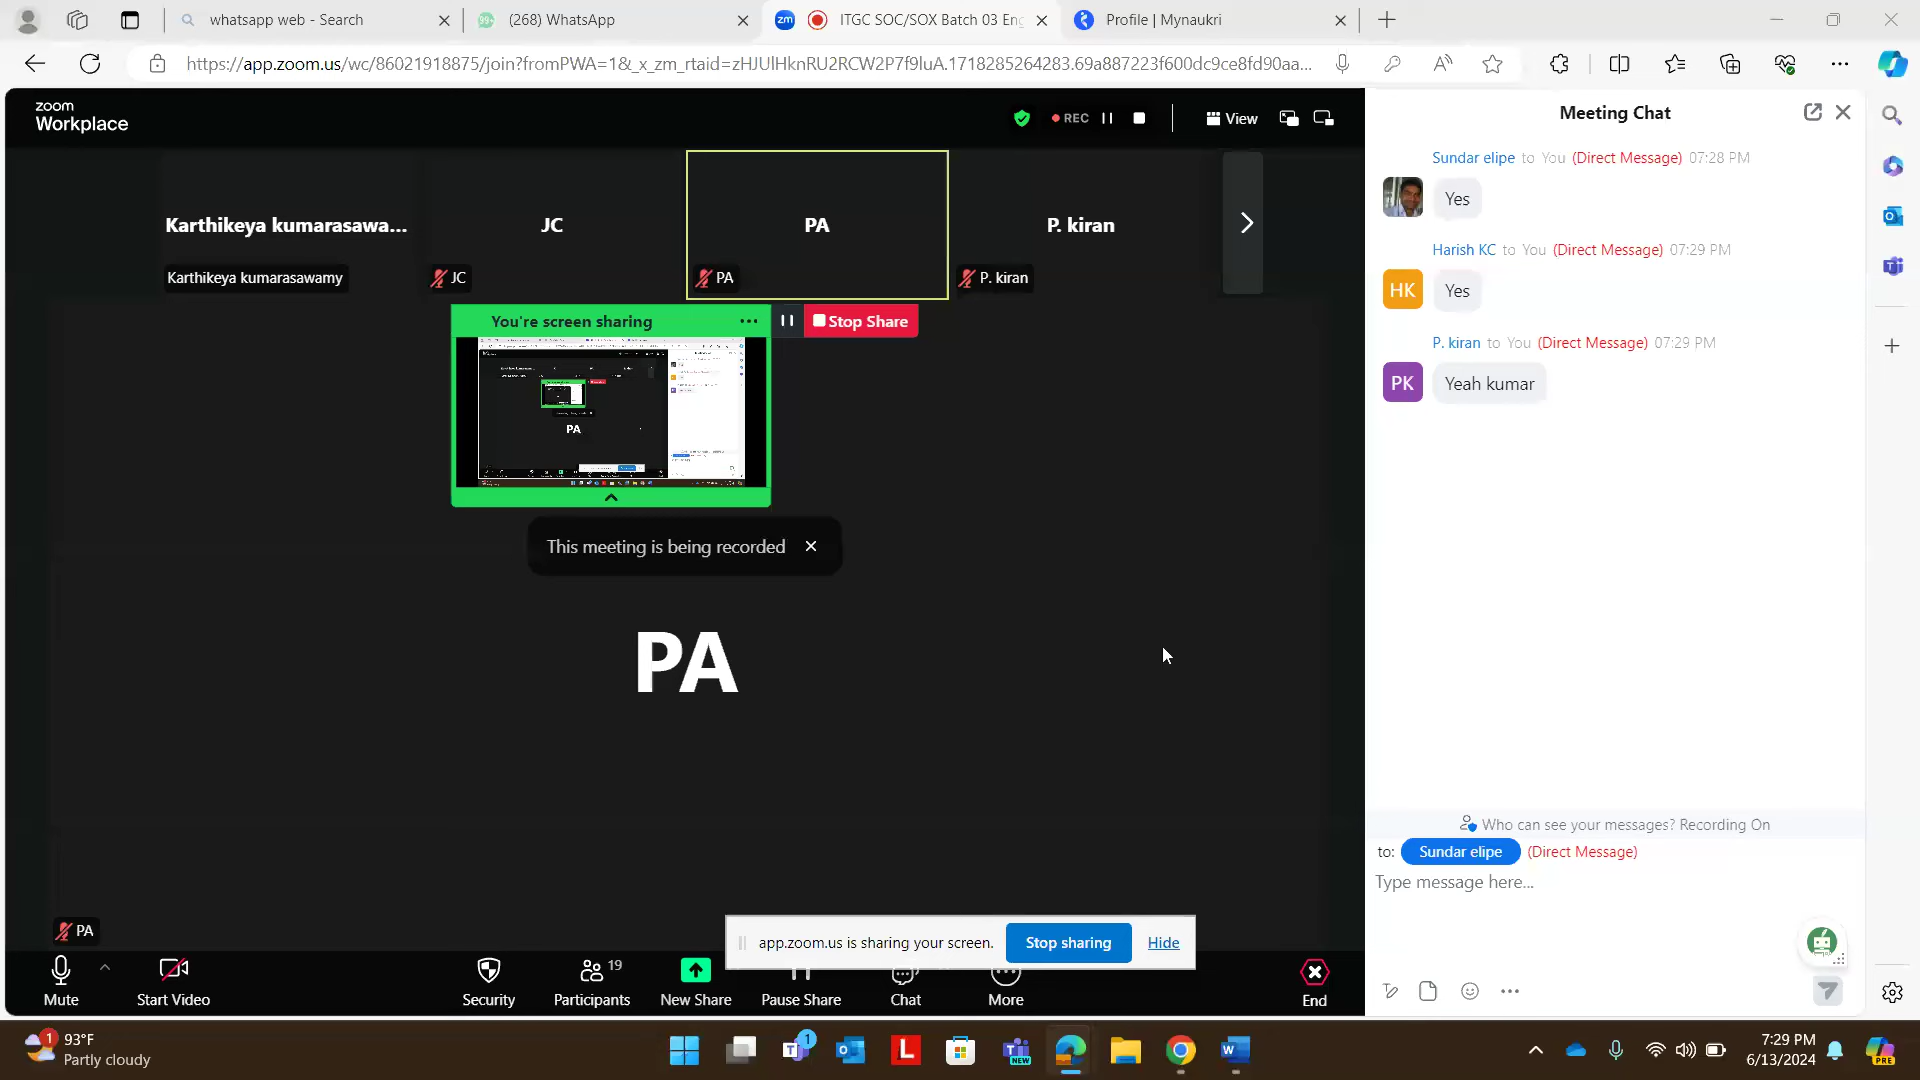 whatsapp web - Search
99+
(268) WhatsApp
zm
ITGC SOC/SOX Batch 03 Eng
Profile | Mynaukri
https://app.zoom.us/wc/86021918875/join?fromPWA=1&_x_zm_rtaid=zHJUlHknRU2RCW2P7f9luA.1718285264283.69a887223f600dc9ce8fd90aa...
zoom
Workplace
REC
View
Karthikeya kumarasawa...
JC
PA
P. kiran
Karthikeya kumarasawamy
JC
PA
P. kiran
You're screen sharing
Stop Share
PA
This meeting is being recorded
PA
PA
app.zoom.us is sharing your screen.
Stop sharing
Hide
Mute
Start Video
Security
19
Participants
New Share
Pause Share
Chat
More
End
Meeting Chat
Sundar elipe to You (Direct Message) 07:28 PM
Yes
Harish KC to You (Direct Message) 07:29 PM
HK
Yes
P. kiran to You (Direct Message) 07:29 PM
PK
Yeah kumar
Who can see your messages? Recording On
to: Sundar elipe (Direct Message)
Type message here...
1
93°F
Partly cloudy
1
NEW
7:29 PM
6/13/2024
PRE